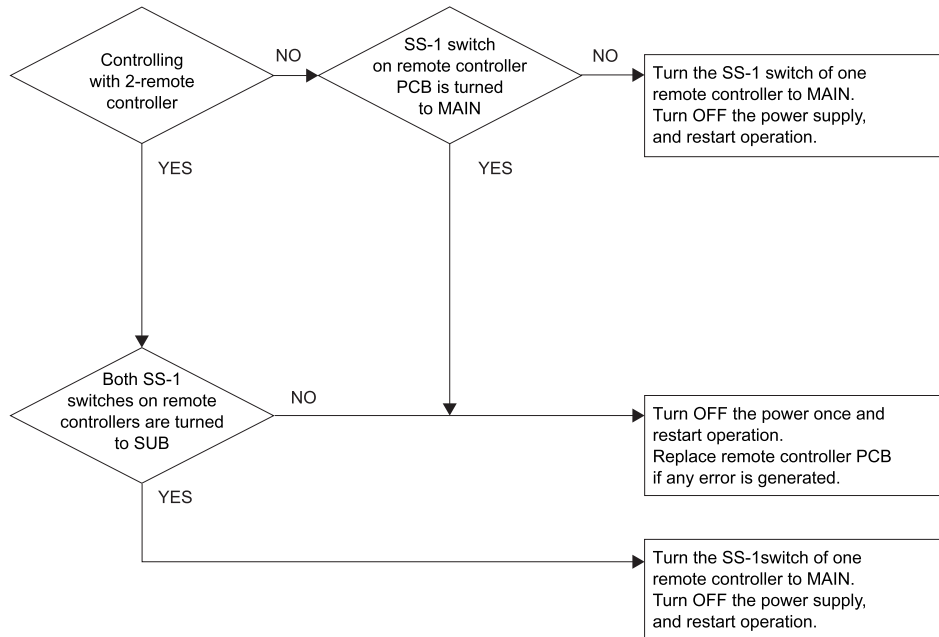 Controlling
with 2-remote
controller
NO
SS-1 switch
on remote controller
PCB is turned
to MAIN
NO
Turn the SS-1 switch of one
remote controller to MAIN.
Turn OFF the power supply,
and restart operation.
YES
YES
Both SS-1
switches on remote
controllers are turned
to SUB
NO
Turn OFF the power once and
restart operation.
Replace remote controller PCB
if any error is generated.
YES
Turn the SS-1switch of one
remote controller to MAIN.
Turn OFF the power supply,
and restart operation.